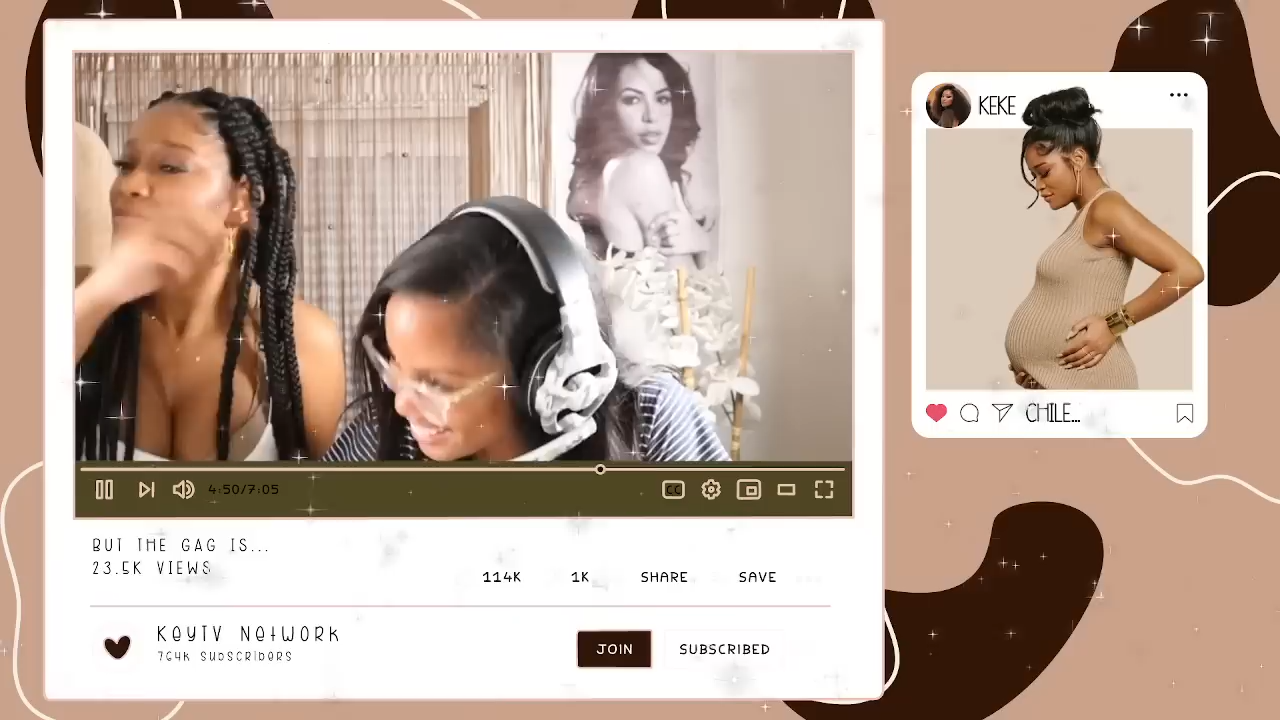 KEKE
CHILE...
CC
4:50/7:05
BUT THE GAG IS...
23.5K VIEWS
114K
1K
SHARE
SAVE
KeyTV Network
764K SUBSCRIBERS
JOIN
SUBSCRIBED